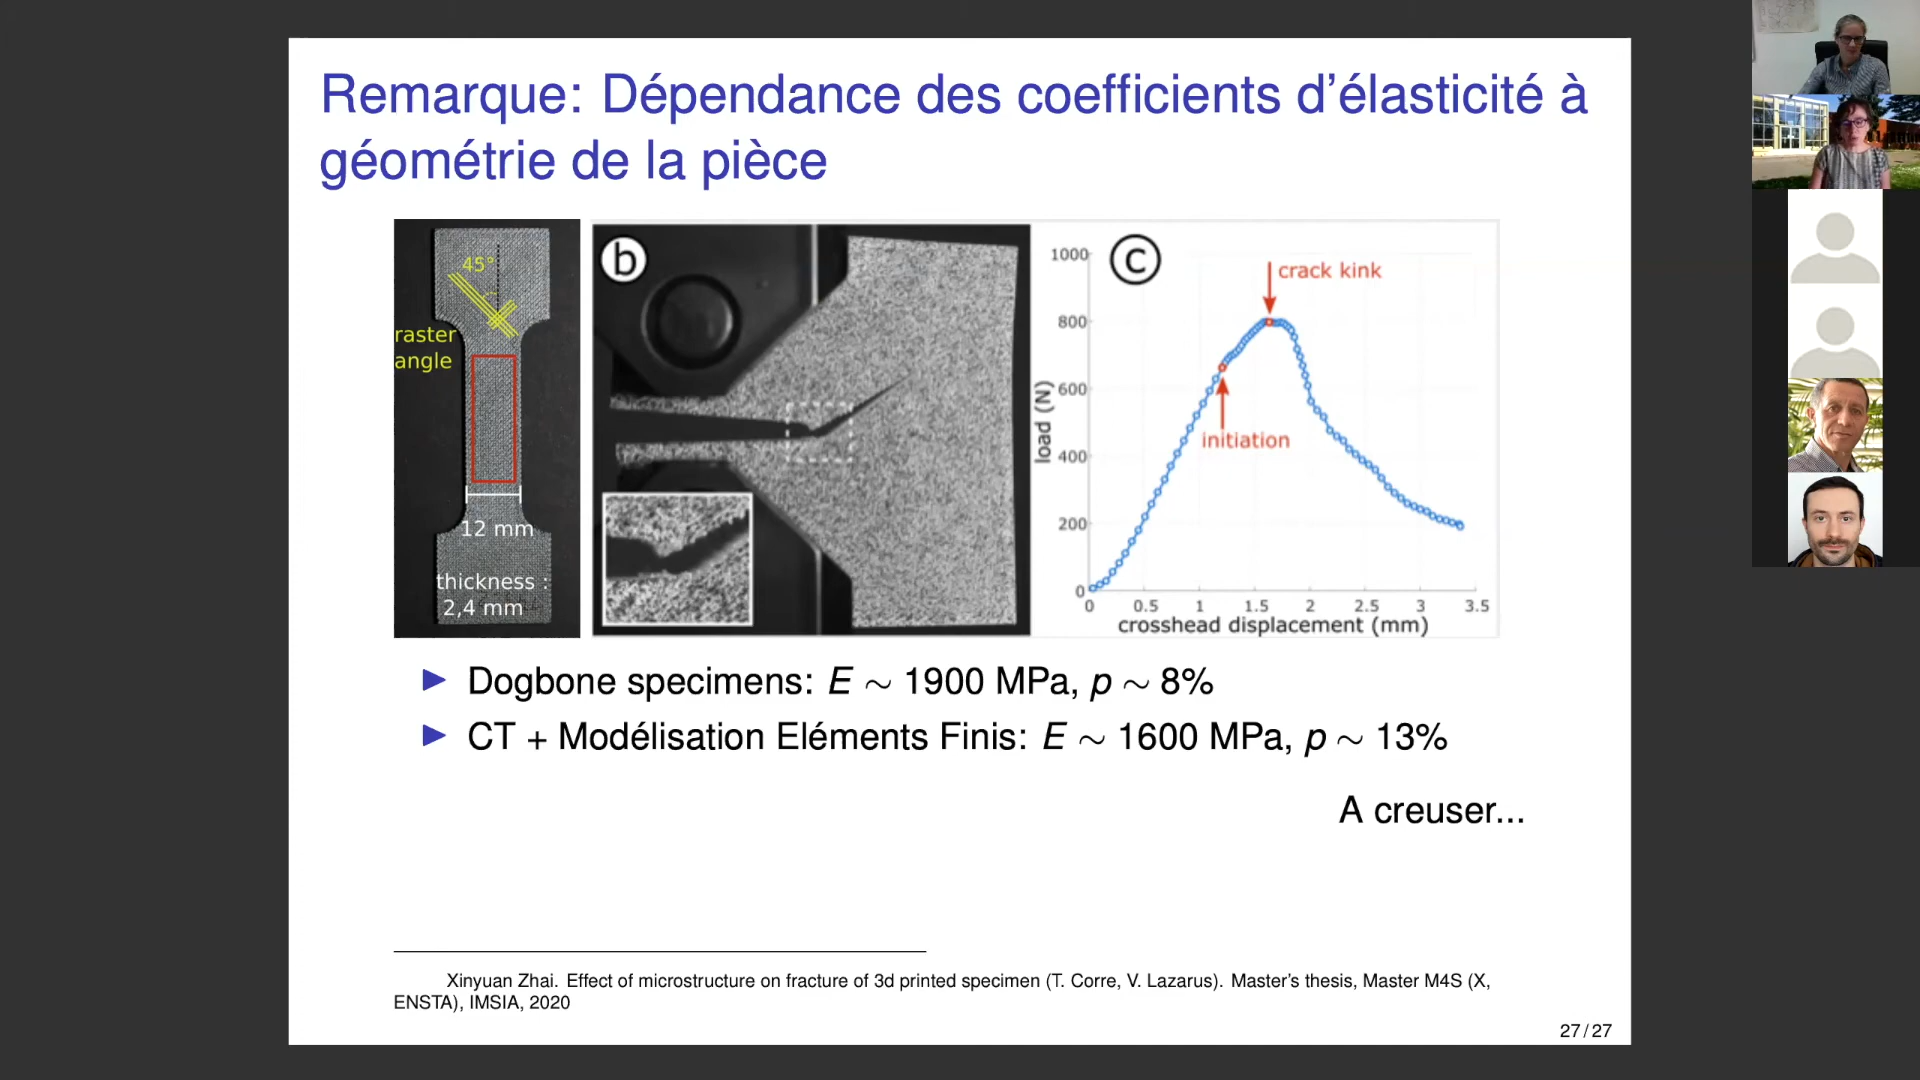 Remarque: Dépendance des coefficients d'élasticité à
géométrie de la pièce
45°
raster
angle
12 mm
thickness :
2,4 mm
b
c
1000
800
600
400
200
0
load (N)
crack kink
initiation
0 0.5 1 1.5 2 2.5 3 3.5
crosshead displacement (mm)
▶ Dogbone specimens: E ∼ 1900 MPa, p ∼ 8%
▶ CT + Modélisation Eléments Finis: E ∼ 1600 MPa, p ∼ 13%
A creuser...
Xinyuan Zhai. Effect of microstructure on fracture of 3d printed specimen (T. Corre, V. Lazarus). Master's thesis, Master M4S (X,
ENSTA), IMSIA, 2020
27/27